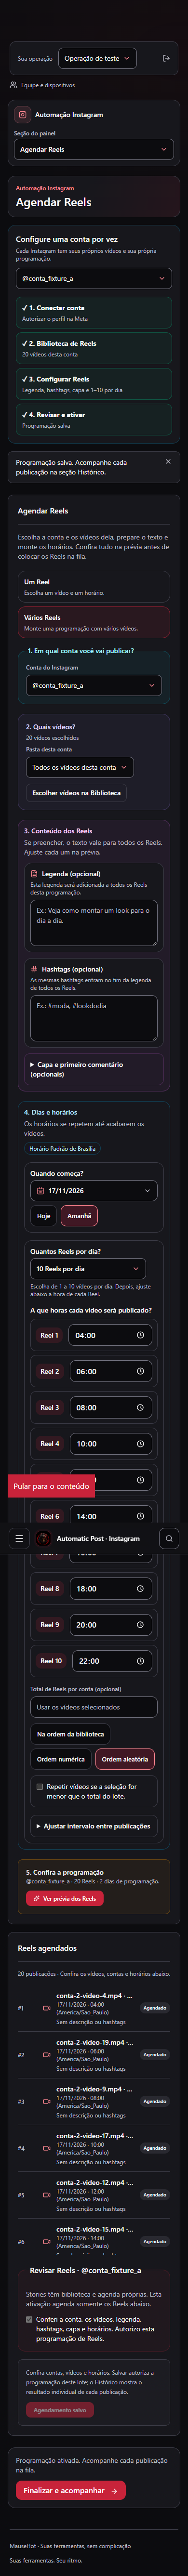 Sua operação
Operação de teste
Equipe e dispositivos
Automação Instagram
Seção do painel
Agendar Reels
Automação Instagram
Agendar Reels
Configure uma conta por vez
Cada Instagram tem seus próprios vídeos e sua própria
programação.
@conta_fixture_a
✓ 1. Conectar conta
Autorizar o perfil na Meta
✓ 2. Biblioteca de Reels
20 vídeos desta conta
✓ 3. Configurar Reels
Legenda, hashtags, capa e 1–10 por dia
✓ 4. Revisar e ativar
Programação salva
Programação salva. Acompanhe cada
publicação na seção Histórico.
Agendar Reels
Escolha a conta e os vídeos dela, prepare o texto e
monte os horários. Confira tudo na prévia antes de
colocar os Reels na fila.
Um Reel
Escolha um vídeo e um horário.
Vários Reels
Monte uma programação com vários vídeos.
1. Em qual conta você vai publicar?
Conta do Instagram
@conta_fixture_a
2. Quais vídeos?
20 vídeos escolhidos
Pasta desta conta
Todos os vídeos desta conta
Escolher vídeos na Biblioteca
3. Conteúdo dos Reels
Se preencher, o texto vale para todos os Reels.
Ajuste cada um na prévia.
Legenda (opcional)
Esta legenda será adicionada a todos os Reels
desta programação.
Ex.: Veja como montar um look para o
dia a dia.
Hashtags (opcional)
As mesmas hashtags entram no fim da legenda
de todos os Reels.
Ex.: #moda, #lookdodia
Capa e primeiro comentário
(opcionais)
4. Dias e horários
Os horários se repetem até acabarem os
vídeos.
Horário Padrão de Brasília
Quando começa?
17/11/2026
Hoje
Amanhã
Quantos Reels por dia?
10 Reels por dia
Escolha de 1 a 10 vídeos por dia. Depois, ajuste
abaixo a hora de cada Reel.
A que horas cada vídeo será publicado?
Reel 1
04:00
Reel 2
06:00
Reel 3
08:00
Reel 4
10:00
Pular para o conteúdo
Reel 6
14:00
Automatic Post · Instagram
Reel 8
18:00
Reel 9
20:00
Reel 10
22:00
Total de Reels por conta (opcional)
Usar os vídeos selecionados
Na ordem da biblioteca
Ordem numérica
Ordem aleatória
Repetir vídeos se a seleção for
menor que o total do lote.
Ajustar intervalo entre publicações
5. Confira a programação
@conta_fixture_a · 20 Reels · 2 dias de programação.
Ver prévia dos Reels
Reels agendados
20 publicações · Confira os vídeos, contas e horários abaixo.
#1
conta-2-video-4.mp4 · ...
17/11/2026 · 04:00
(America/Sao_Paulo)
Sem descrição ou hashtags
Agendado
#2
conta-2-video-19.mp4 ·...
17/11/2026 · 06:00
(America/Sao_Paulo)
Sem descrição ou hashtags
Agendado
#3
conta-2-video-9.mp4 · ...
17/11/2026 · 08:00
(America/Sao_Paulo)
Sem descrição ou hashtags
Agendado
#4
conta-2-video-17.mp4 ·...
17/11/2026 · 10:00
(America/Sao_Paulo)
Sem descrição ou hashtags
Agendado
#5
conta-2-video-12.mp4 ·...
17/11/2026 · 12:00
(America/Sao_Paulo)
Sem descrição ou hashtags
Agendado
#6
conta-2-video-15.mp4 ·...
17/11/2026 · 14:00
(America/Sao_Paulo)
Agendado
Revisar Reels · @conta_fixture_a
Stories têm biblioteca e agenda próprias. Esta
ativação agenda somente os Reels abaixo.
Conferi a conta, os vídeos, legenda,
hashtags, capa e horários. Autorizo esta
programação de Reels.
Confira contas, vídeos e horários. Salvar autoriza a
programação deste lote; o Histórico mostra o
resultado individual de cada publicação.
Agendamento salvo
Programação ativada. Acompanhe cada publicação
na fila.
Finalizar e acompanhar
MauseHot · Suas ferramentas, sem complicação
Suas ferramentas. Seu ritmo.